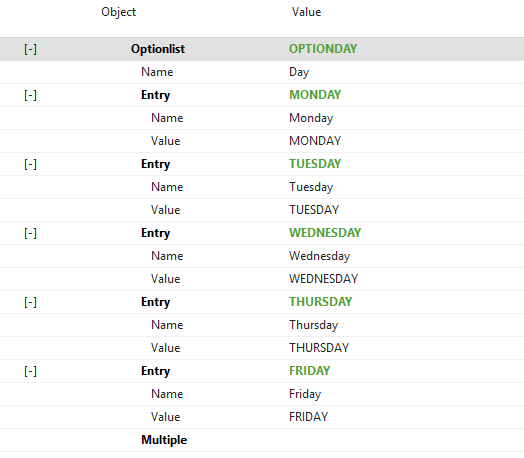 Object Value
[-] Optionlist OPTIONDAY
Name Day
[-] Entry MONDAY
Name Monday
Value MONDAY
[-] Entry TUESDAY
Name Tuesday
Value TUESDAY
[-] Entry WEDNESDAY
Name Wednesday
Value WEDNESDAY
[-] Entry THURSDAY
Name Thursday
Value THURSDAY
[-] Entry FRIDAY
Name Friday
Value FRIDAY
Multiple